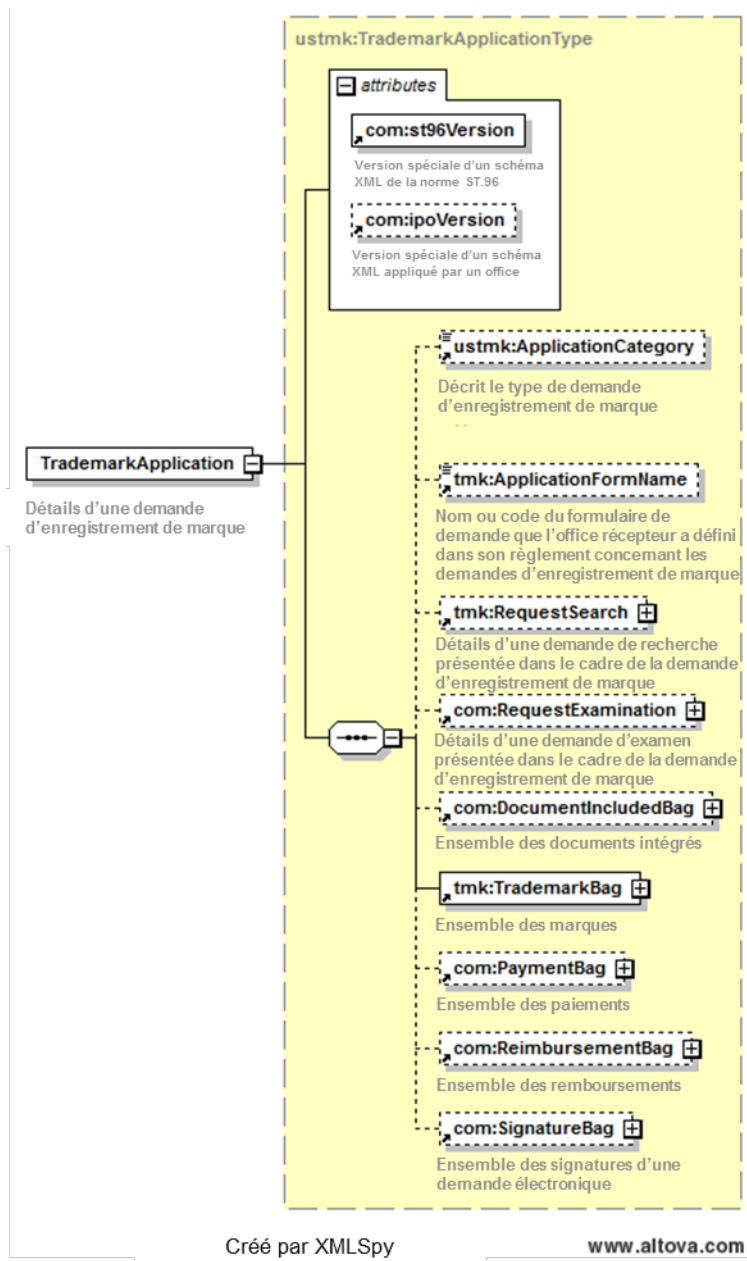 ustmk:TrademarkApplicationType
attributes
com:st96Version
Version spéciale d'un schéma
XML de la norme ST.96
com:ipoVersion
Version spéciale d'un schéma
XML appliqué par un office
TrademarkApplication
Détails d'une demande
d'enregistrement de marque
ustmk:ApplicationCategory
Décrit le type de demande
d'enregistrement de marque
tmk:ApplicationFormName
Nom ou code du formulaire de
demande que l'office récepteur a défini
dans son règlement concernant les
demandes d'enregistrement de marque
tmk:RequestSearch
Détails d'une demande de recherche
présentée dans le cadre de la demande
d'enregistrement de marque
com:RequestExamination
Détails d'une demande d'examen
présentée dans le cadre de la demande
d'enregistrement de marque
com:DocumentIncludedBag
Ensemble des documents intégrés
tmk:TrademarkBag
Ensemble des marques
com:PaymentBag
Ensemble des paiements
com:ReimbursementBag
Ensemble des remboursements
com:SignatureBag
Ensemble des signatures d'une
demande électronique
Créé par XMLSpy
www.altova.com